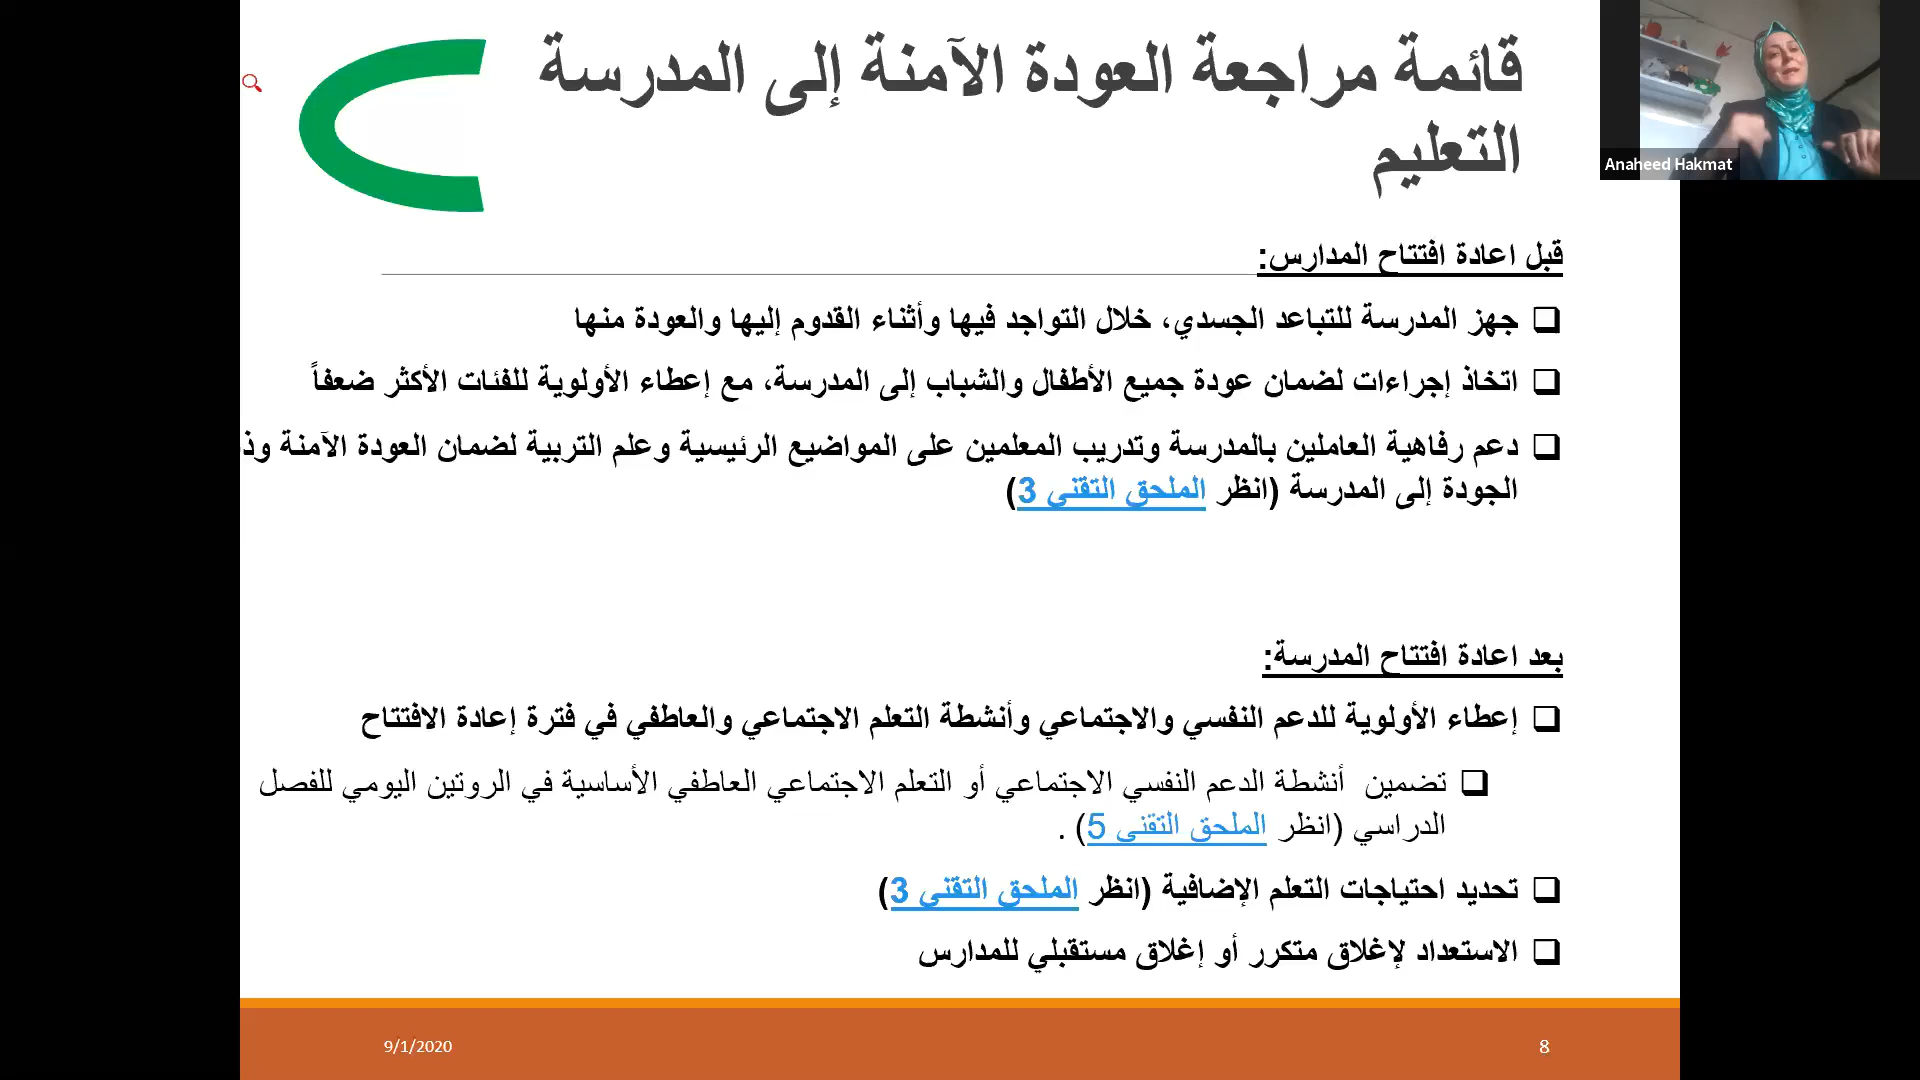 قائمة مراجعة العودة الآمنة إلى المدرسة
التعليم
Anaheed Hakmat
قبل اعادة افتتاح المدارس:
❑ جهز المدرسة للتباعد الجسدي، خلال التواجد فيها وأثناء القدوم إليها والعودة منها
❑ اتخاذ إجراءات لضمان عودة جميع الأطفال والشباب إلى المدرسة، مع إعطاء الأولوية للفئات الأكثر ضعفاً
❑ دعم رفاهية العاملين بالمدرسة وتدريب المعلمين على المواضيع الرئيسية وعلم التربية لضمان العودة الآمنة وذ
الجودة إلى المدرسة (انظر الملحق التقني 3)
بعد اعادة افتتاح المدرسة:
❑ إعطاء الأولوية للدعم النفسي والاجتماعي وأنشطة التعلم الاجتماعي والعاطفي في فترة إعادة الافتتاح
❑ تضمين أنشطة الدعم النفسي الاجتماعي أو التعلم الاجتماعي العاطفي الأساسية في الروتين اليومي للفصل
الدراسي (انظر الملحق التقني 5) .
❑ تحديد احتياجات التعلم الإضافية (انظر الملحق التقني 3)
❑ الاستعداد لإغلاق متكرر أو إغلاق مستقبلي للمدارس
9/1/2020
8